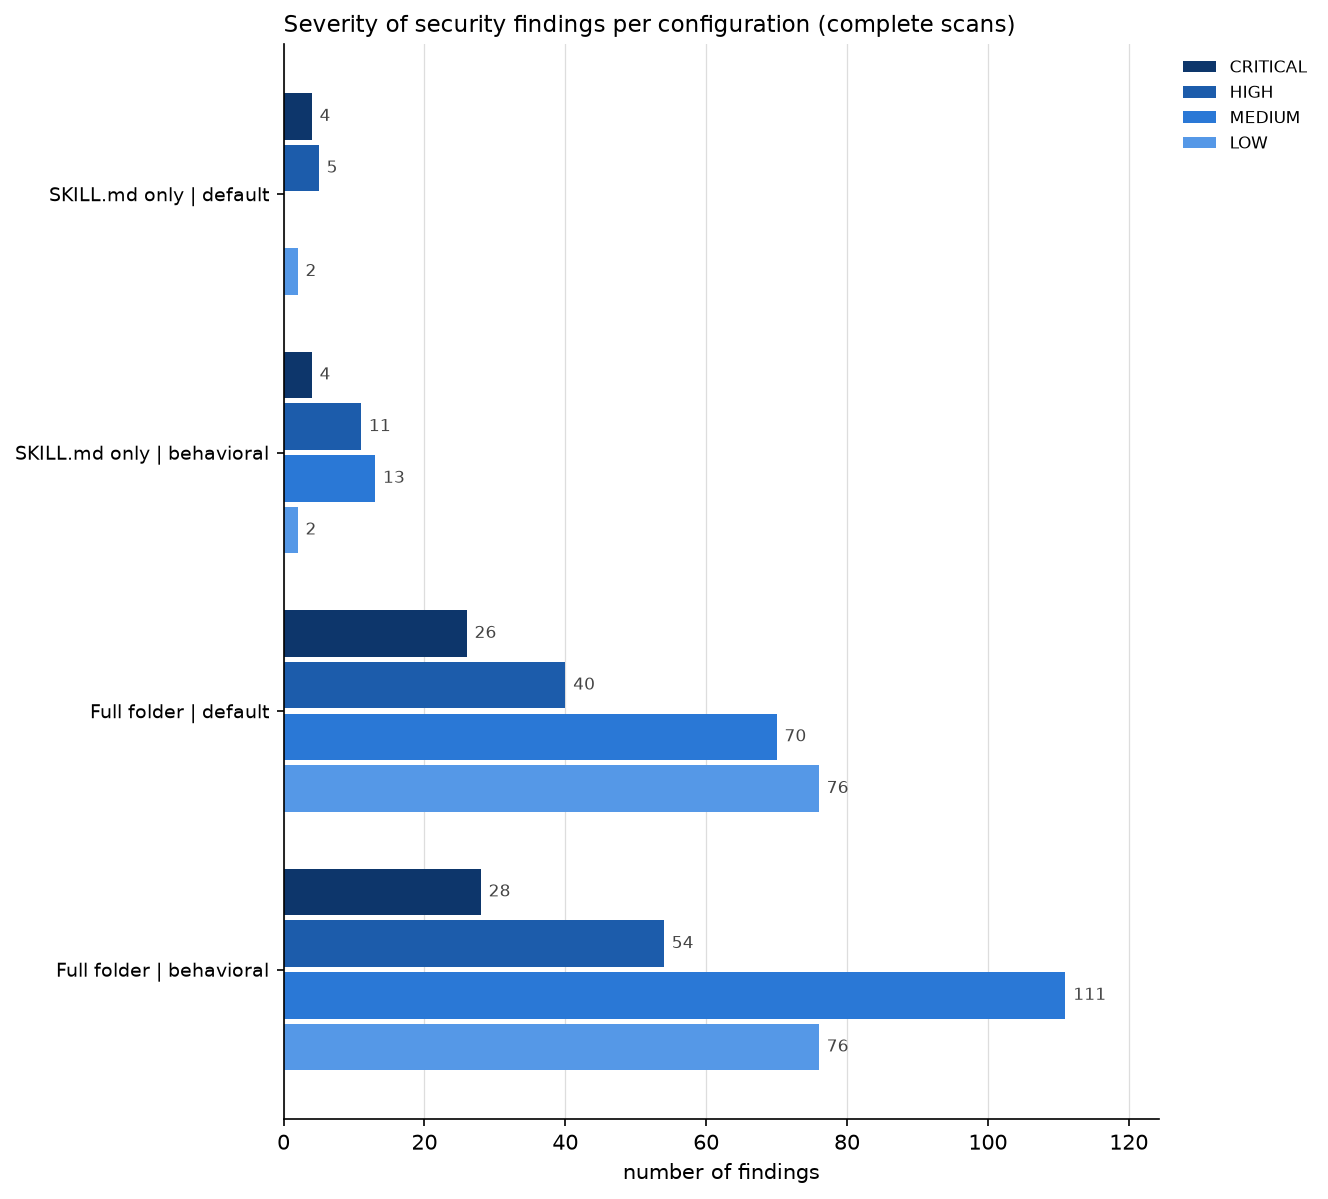 Severity of security findings per configuration (complete scans)
CRITICAL
HIGH
MEDIUM
LOW
SKILL.md only | default
4
5
2
SKILL.md only | behavioral
4
11
13
2
Full folder | default
26
40
70
76
Full folder | behavioral
28
54
111
76
0 20 40 60 80 100 120
number of findings